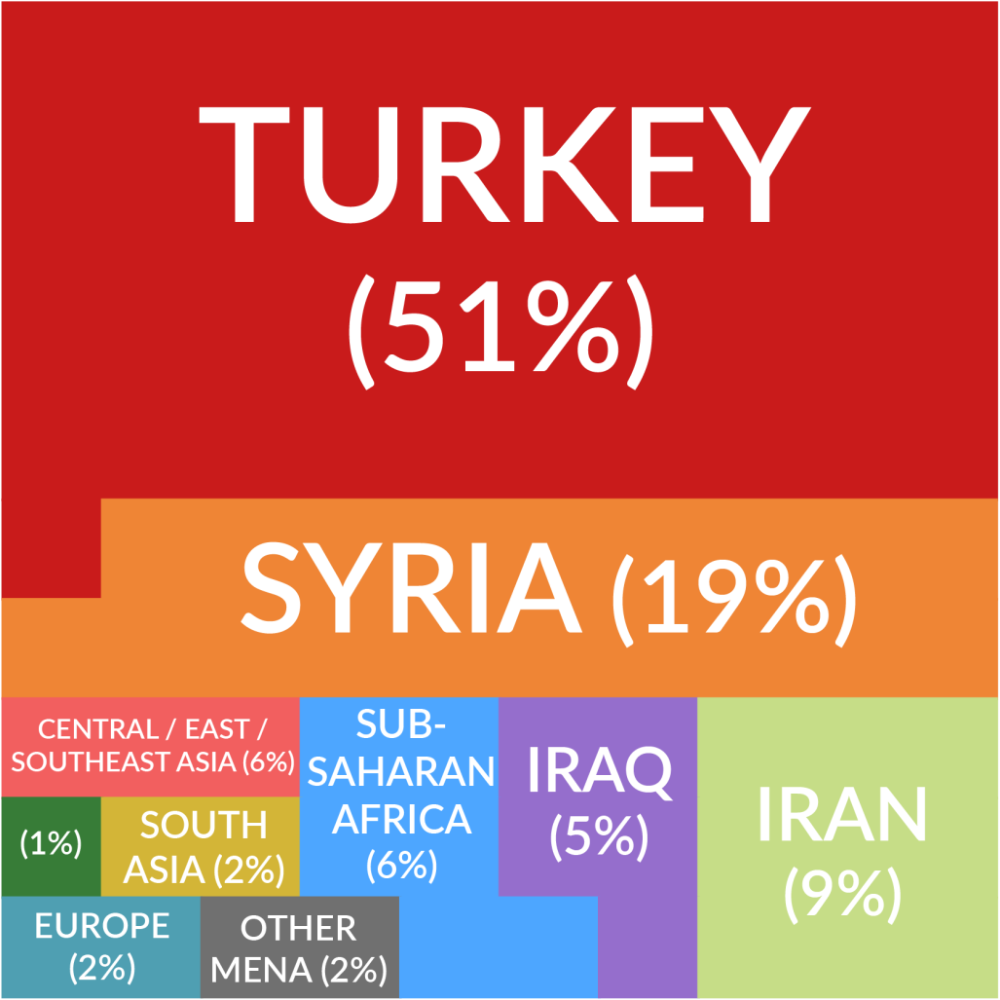 TURKEY
(51%)
SYRIA (19%)
CENTRAL / EAST /
SOUTHEAST ASIA (6%)
SUB-
SAHARAN
AFRICA
(6%)
IRAQ
(5%)
IRAN
(9%)
(1%)
SOUTH
ASIA (2%)
EUROPE
(2%)
OTHER
MENA (2%)